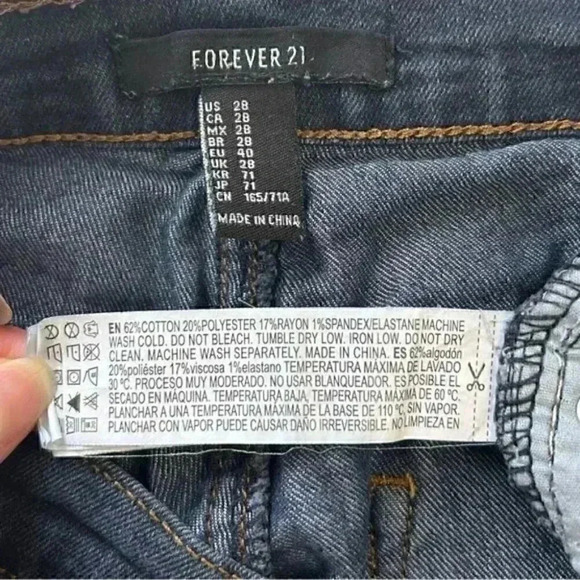 FOREVER 21
US 28
CA 28
MX 28
BR 28
EU 40
UK 28
KR 71
JP 71
CN 165/71A
MADE IN CHINA
EN 62%COTTON 20%POLYESTER 17%RAYON 1%SPANDEX/ELASTANE MACHINE
WASH COLD. DO NOT BLEACH. TUMBLE DRY LOW. IRON LOW. DO NOT DRY
CLEAN. MACHINE WASH SEPARATELY. MADE IN CHINA. ES 62%algodón
20%poliéster 17%viscosa 1%elastano TEMPERATURA MÁXIMA DE LAVADO
30 ºC. PROCESO MUY MODERADO. NO USAR BLANQUEADOR. ES POSIBLE EL
SECADO EN MÁQUINA. TEMPERATURA BAJA, TEMPERATURA MÁXIMA DE 60 ºC.
PLANCHAR A UNA TEMPERATURA MÁXIMA DE LA BASE DE 110 ºC, SIN VAPOR.
PLANCHAR CON VAPOR PUEDE CAUSAR DAÑO IRREVERSIBLE. NO LIMPIEZA EN